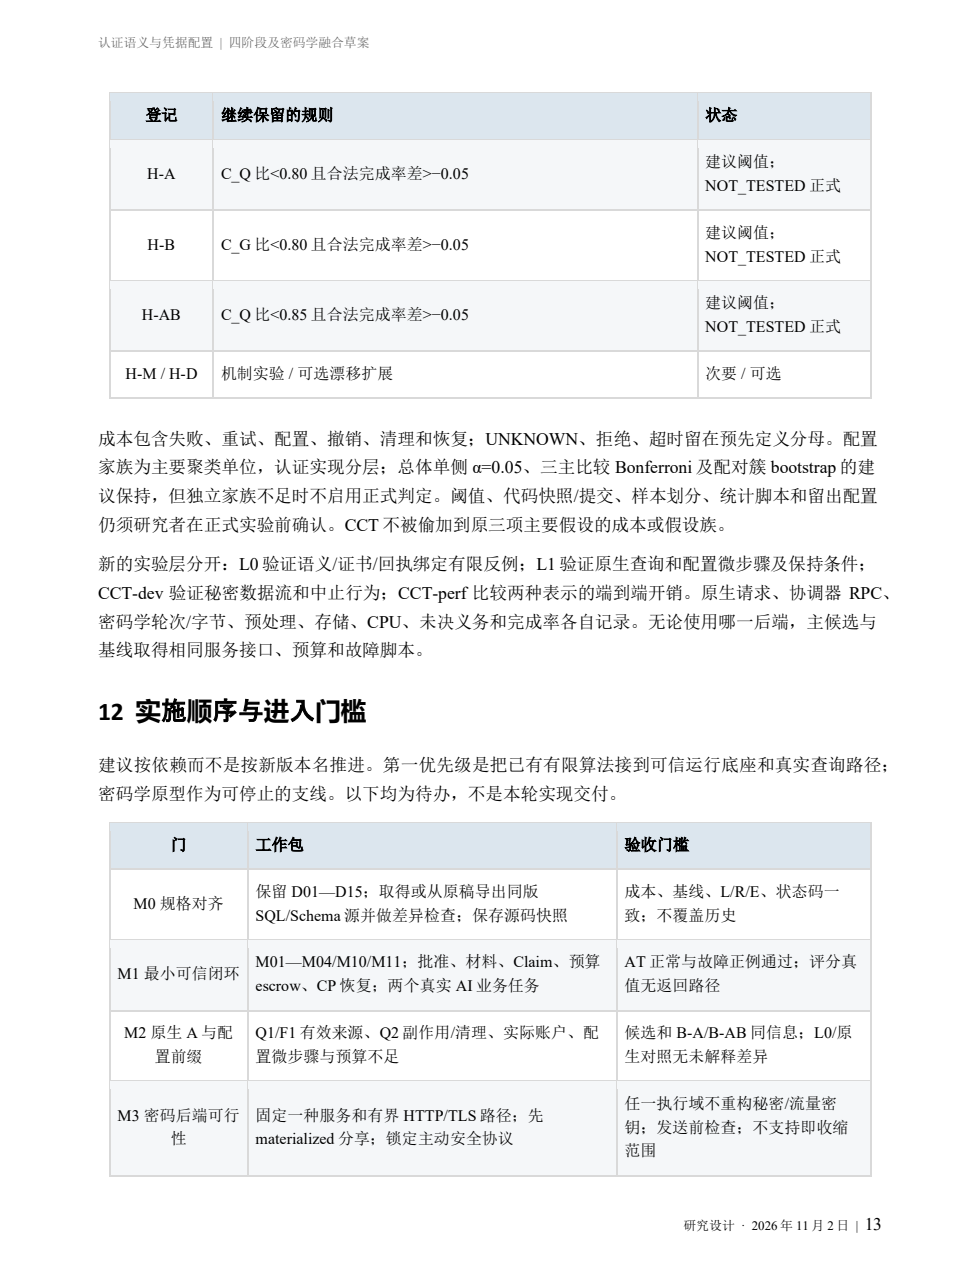 认证语义与凭据配置 | 四阶段及密码学融合草案
登记 继续保留的规则 状态
H-A C_Q 比<0.80 且合法完成率差>−0.05 建议阈值；
NOT_TESTED 正式
H-B C_G 比<0.80 且合法完成率差>−0.05 建议阈值；
NOT_TESTED 正式
H-AB C_Q 比<0.85 且合法完成率差>−0.05 建议阈值；
NOT_TESTED 正式
H-M / H-D 机制实验 / 可选漂移扩展 次要 / 可选
成本包含失败、重试、配置、撤销、清理和恢复；UNKNOWN、拒绝、超时留在预先定义分母。配置
家族为主要聚类单位，认证实现分层；总体单侧 α=0.05、三主比较 Bonferroni 及配对簇 bootstrap 的建
议保持，但独立家族不足时不启用正式判定。阈值、代码快照/提交、样本划分、统计脚本和留出配置
仍须研究者在正式实验前确认。CCT 不被偷加到原三项主要假设的成本或假设族。
新的实验层分开：L0 验证语义/证书/回执绑定有限反例；L1 验证原生查询和配置微步骤及保持条件；
CCT-dev 验证秘密数据流和中止行为；CCT-perf 比较两种表示的端到端开销。原生请求、协调器 RPC、
密码学轮次/字节、预处理、存储、CPU、未决义务和完成率各自记录。无论使用哪一后端，主候选与
基线取得相同服务接口、预算和故障脚本。
12 实施顺序与进入门槛
建议按依赖而不是按新版本名推进。第一优先级是把已有有限算法接到可信运行底座和真实查询路径；
密码学原型作为可停止的支线。以下均为待办，不是本轮实现交付。
门 工作包 验收门槛
M0 规格对齐 保留 D01—D15；取得或从原稿导出同版
SQL/Schema 源并做差异检查；保存源码快照 成本、基线、L/R/E、状态码一
致；不覆盖历史
M1 最小可信闭环 M01—M04/M10/M11；批准、材料、Claim、预算
escrow、CP 恢复；两个真实 AI 业务任务 AT 正常与故障正例通过；评分真
值无返回路径
M2 原生 A 与配
置前缀 Q1/F1 有效来源、Q2 副作用/清理、实际账户、配
置微步骤与预算不足 候选和 B-A/B-AB 同信息；L0/原
生对照无未解释差异
M3 密码后端可行
性 固定一种服务和有界 HTTP/TLS 路径；先
materialized 分享；锁定主动安全协议 任一执行域不重构秘密/流量密
钥；发送前检查；不支持即收缩
范围
研究设计 · 2026 年 11 月 2 日 | 13